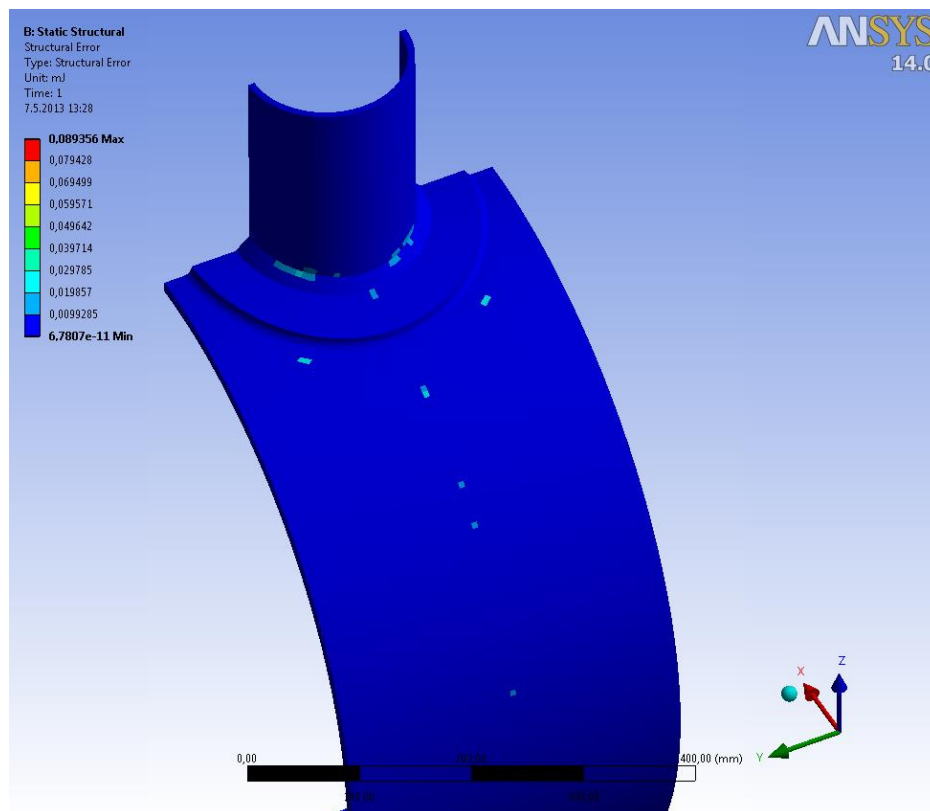 B: Static Structural
Structural Error
Type: Structural Error
Unit: mJ
Time: 1
7.5.2013 13:28
ANSYS
14.0
0,089356 Max
0,079428
0,069499
0,059571
0,049642
0,039714
0,029785
0,019857
0,0099285
6,7807e-11 Min
X
Z
Y
0,00
400,00 (mm)